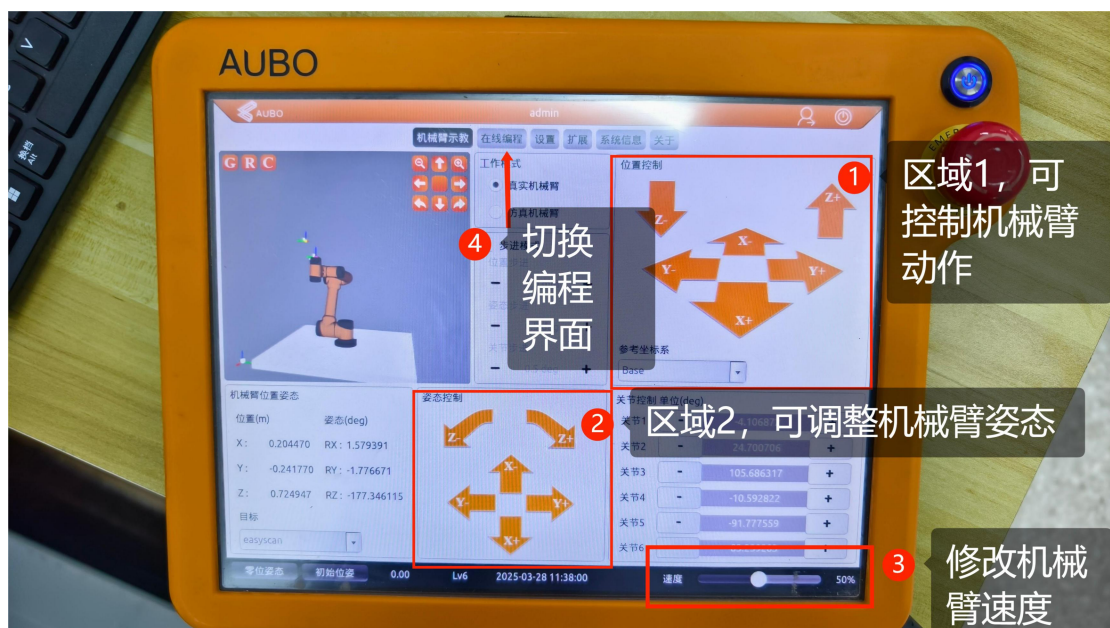 AUBO
AUBO
admin
机械臂示教 在线编程 设置 扩展 系统信息 关于
G R C
工作模式
真实机械臂
仿真机械臂
位置控制
Z-
Z+
X-
Y-
Y+
X+
参考坐标系
Base
1
区域1，可
控制机械臂
动作
4
切换
编程
界面
机械臂位置姿态
位置(m) 姿态(deg)
X: 0.204470 RX: 1.579391
Y: -0.241770 RY: -1.776671
Z: 0.724947 RZ: -177.346115
目标
easyscan
姿态控制
Z-
Z+
X-
Y-
Y+
X+
2
区域2，可调整机械臂姿态
关节控制 单位(deg)
关节1
关节2 - 24.700706 +
关节3 - 105.686317 +
关节4 - -10.592822 +
关节5 - -91.777559 +
关节6
零位姿态 初始位姿 0.00 Lv6 2025-03-28 11:38:00
速度 50%
3
修改机械
臂速度